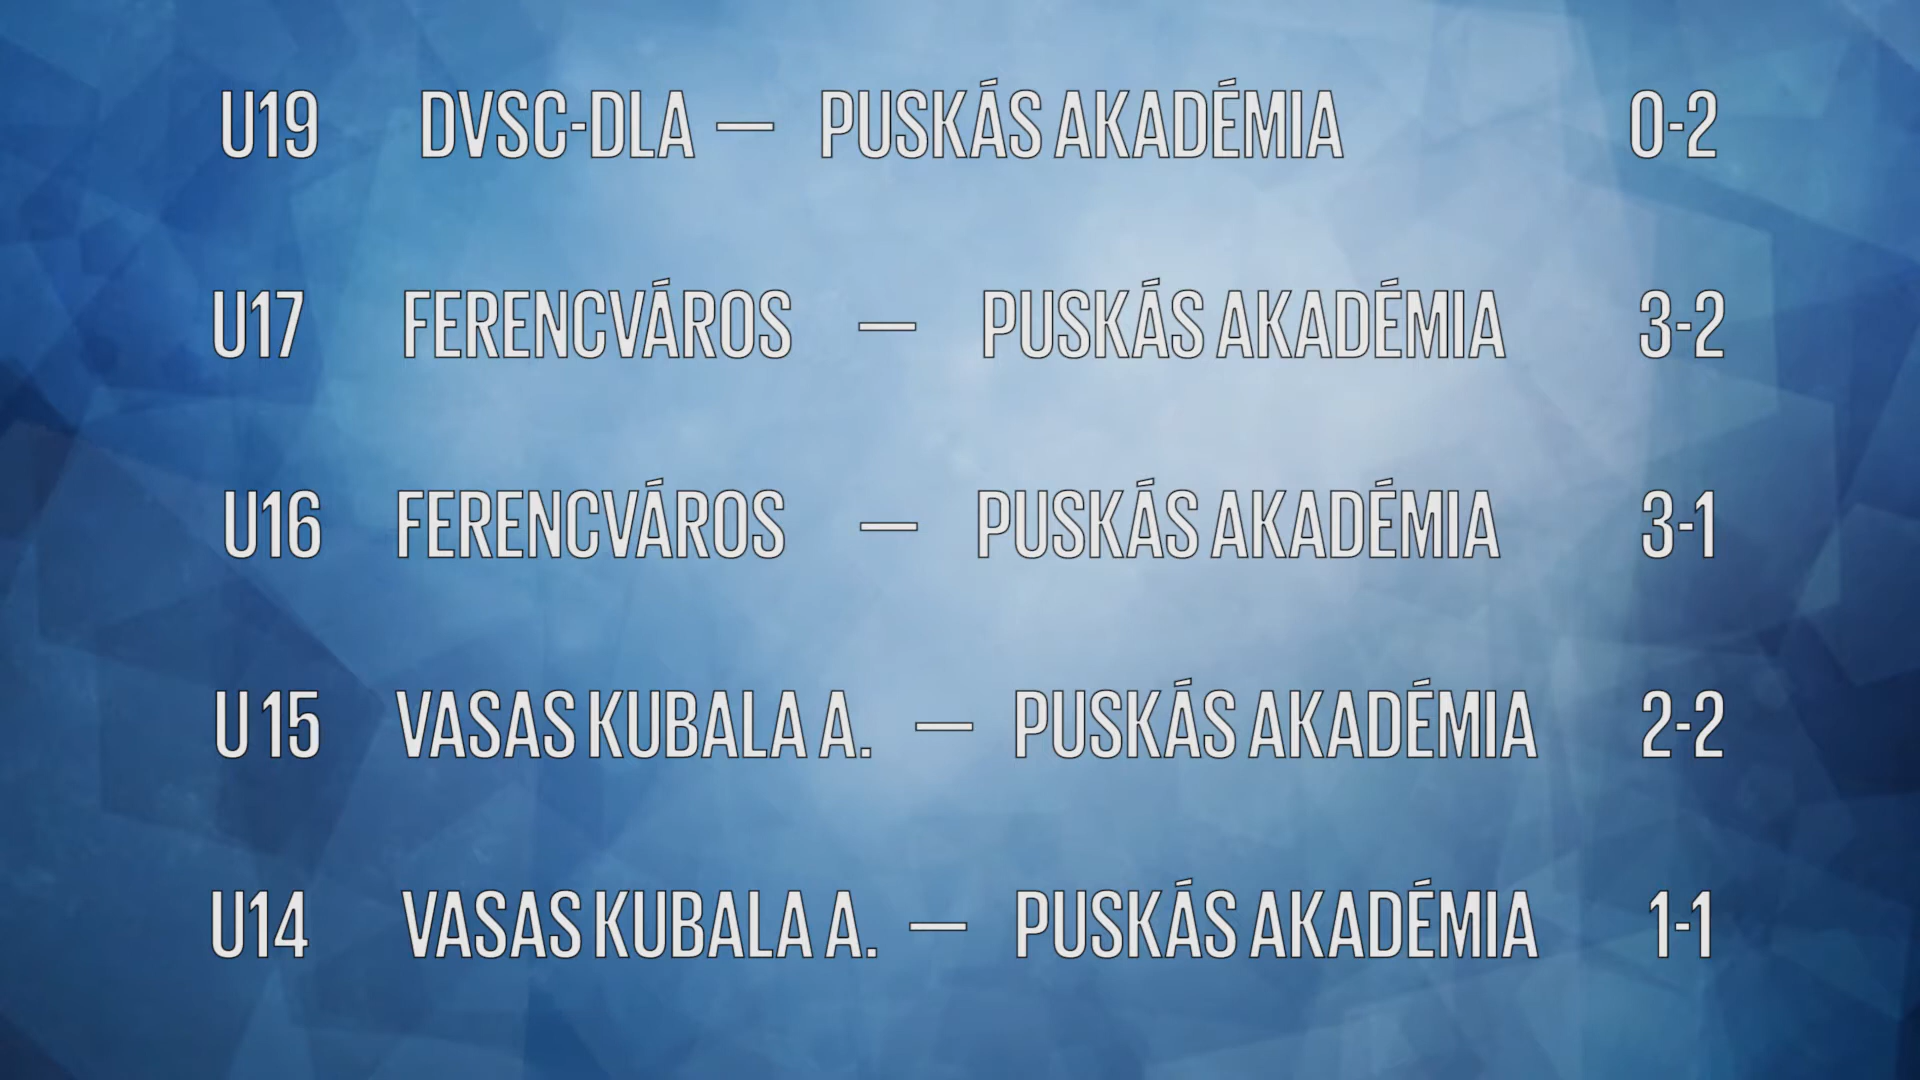 U19 DVSC-DLA — PUSKÁS AKADÉMIA 0-2
U17 FERENCVÁROS — PUSKÁS AKADÉMIA 3-2
U16 FERENCVÁROS — PUSKÁS AKADÉMIA 3-1
U 15 VASAS KUBALA A. — PUSKÁS AKADÉMIA 2-2
U14 VASAS KUBALA A. — PUSKÁS AKADÉMIA 1-1